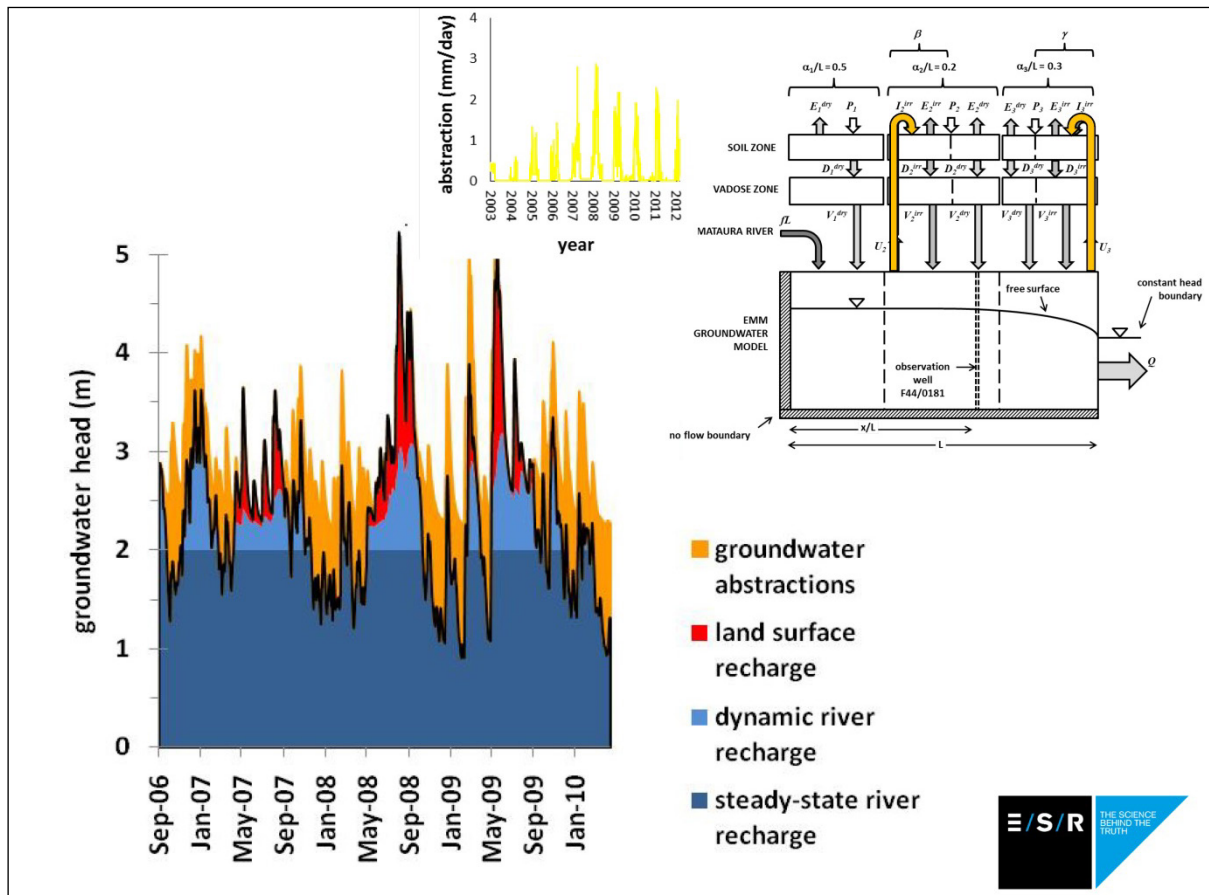 abstraction (mm/day)
4
3
2
1
0
2003
2004
2005
2006
2007
2008
2009
2010
2011
2012
year
β
γ
α₁/L = 0.5
α₂/L = 0.2
α₃/L = 0.3
E₁ᵈʳʸ P₁ I₂ⁱʳʳ E₂ⁱʳʳ P₂ E₂ᵈʳʸ E₃ᵈʳʸ P₃ E₃ⁱʳʳ I₃ⁱʳʳ
SOIL ZONE
D₁ᵈʳʸ D₂ⁱʳʳ D₂ᵈʳʸ D₃ᵈʳʸ D₃ⁱʳʳ
VADOSE ZONE
V₁ᵈʳʸ V₂ⁱʳʳ V₂ᵈʳʸ V₃ᵈʳʸ V₃ⁱʳʳ
fL
MATAURA RIVER
U₂
U₃
free surface
constant head
boundary
EMM
GROUNDWATER
MODEL
observation
well
F44/0181
Q
no flow boundary
x/L
L
groundwater head (m)
5
4
3
2
1
0
Sep-06
Jan-07
May-07
Sep-07
Jan-08
May-08
Sep-08
Jan-09
May-09
Sep-09
Jan-10
groundwater
abstractions
land surface
recharge
dynamic river
recharge
steady-state river
recharge
E/S/R
THE SCIENCE
BEHIND THE
TRUTH